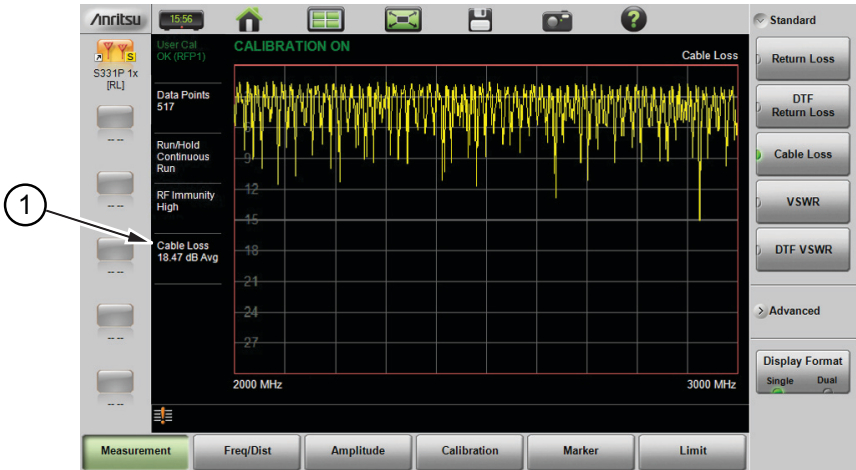 Anritsu
15:56
?
Standard
S331P 1x
[RL]
-- --
-- --
-- --
-- --
-- --
1
User Cal
OK (RFP1)
Data Points
517
Run/Hold
Continuous
Run
RF Immunity
High
Cable Loss
18.47 dB Avg
CALIBRATION ON
Cable Loss
6
9
12
15
18
21
24
27
2000 MHz
3000 MHz
Return Loss
DTF
Return Loss
Cable Loss
VSWR
DTF VSWR
Advanced
Display Format
Single Dual
Measurement
Freq/Dist
Amplitude
Calibration
Marker
Limit